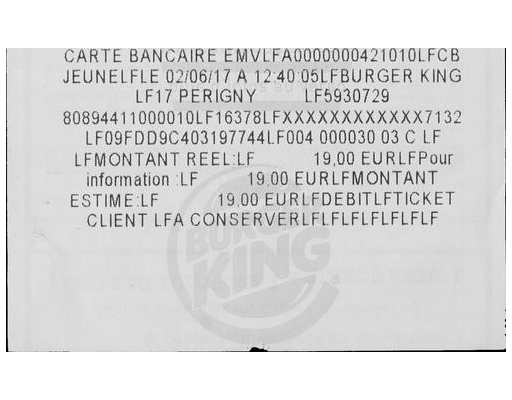 CARTE BANCAIRE EMVLFA0000000421010LFCB
JEUNELFLE 02/06/17 A 12:40:05LFBURGER KING
LF17 PERIGNY LF5930729
80894411000010LF16378LFXXXXXXXXXXXX7132
LF09FDD9C403197744LF004 000030 03 C LF
LFMONTANT REEL:LF 19,00 EURLFPour
information :LF 19,00 EURLFMONTANT
ESTIME:LF 19,00 EURLFDEBITLFTICKET
CLIENT LFA CONSERVERLFLFLFLFLFLFLF
BURGER
KING